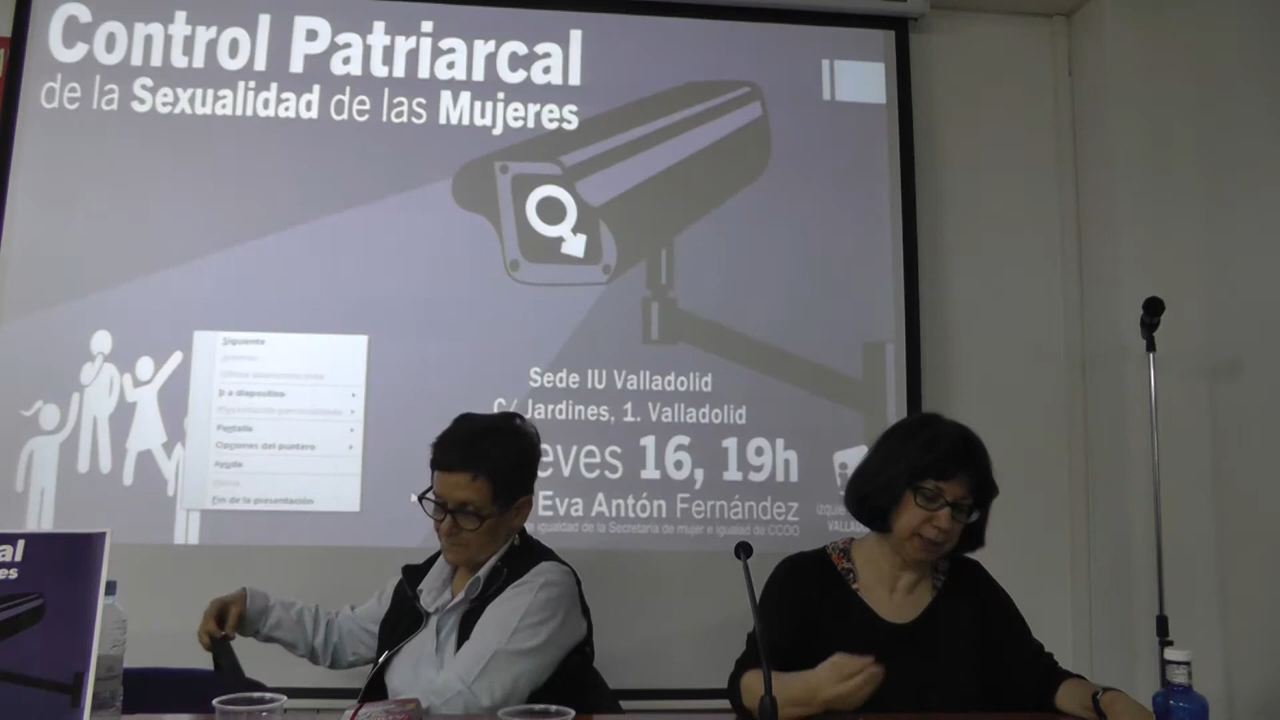 Control Patriarcal
de la Sexualidad de las Mujeres
Siguiente
Ir a diapositiva
Pantalla
Opciones del puntero
Ayuda
Fin de la presentación
Sede IU Valladolid
C/ Jardines, 1. Valladolid
eves 16, 19h
Eva Antón Fernández
igualdad de la Secretaría de mujer e igualdad de CCOO
izquie
VALLAD
al
es